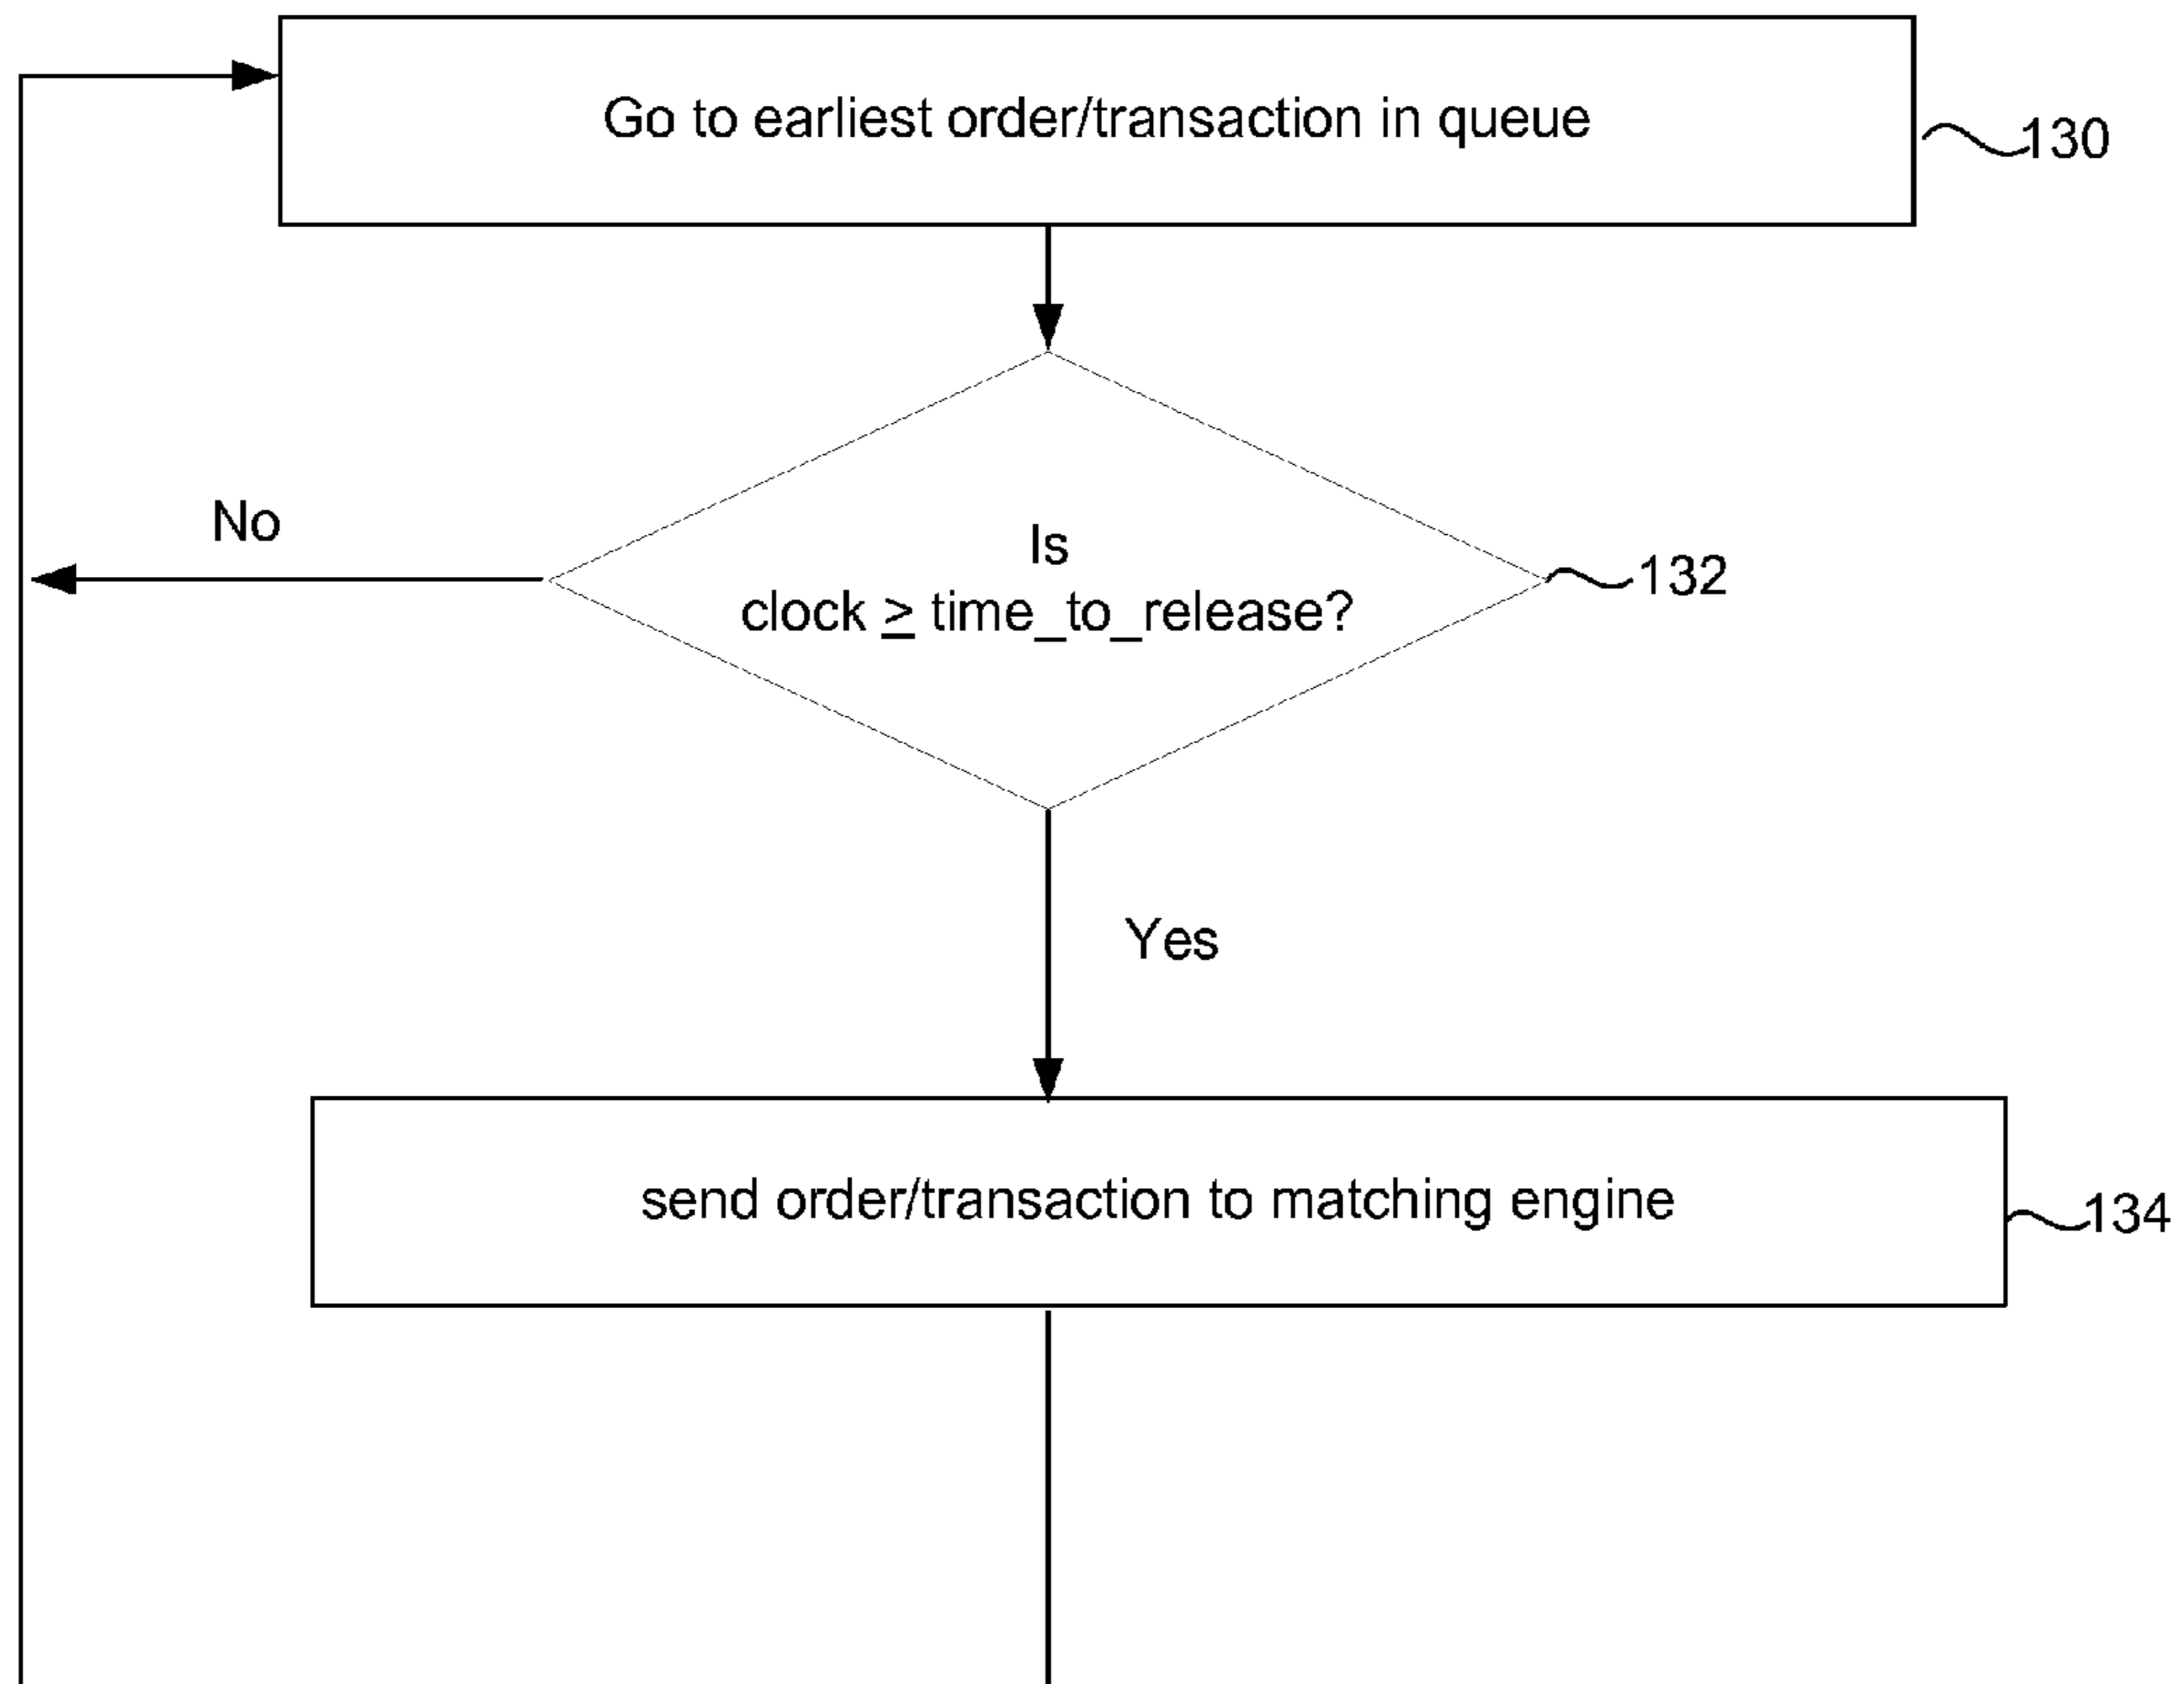 Go to earliest order/transaction in queue
130
No
Is
clock ≥ time_to_release?
132
Yes
send order/transaction to matching engine
134